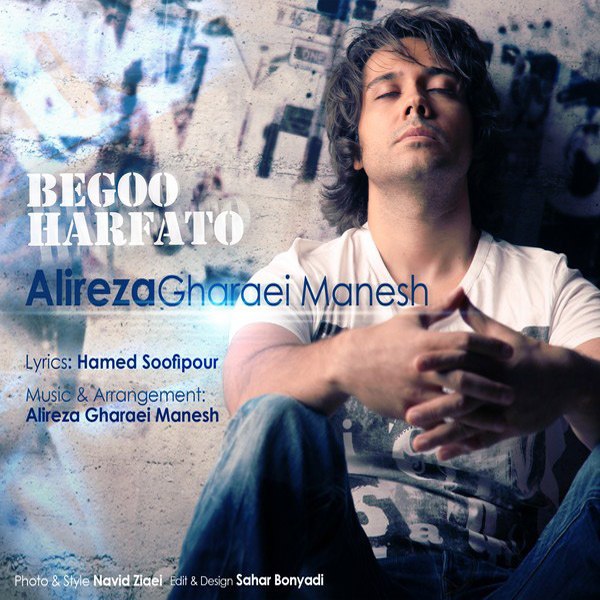 BEGOO
HARFATO
AlirezaGharaei Manesh
Lyrics: Hamed Soofipour
Music & Arrangement:
Alireza Gharaei Manesh
Photo & Style Navid Ziaei Edit & Design Sahar Bonyadi